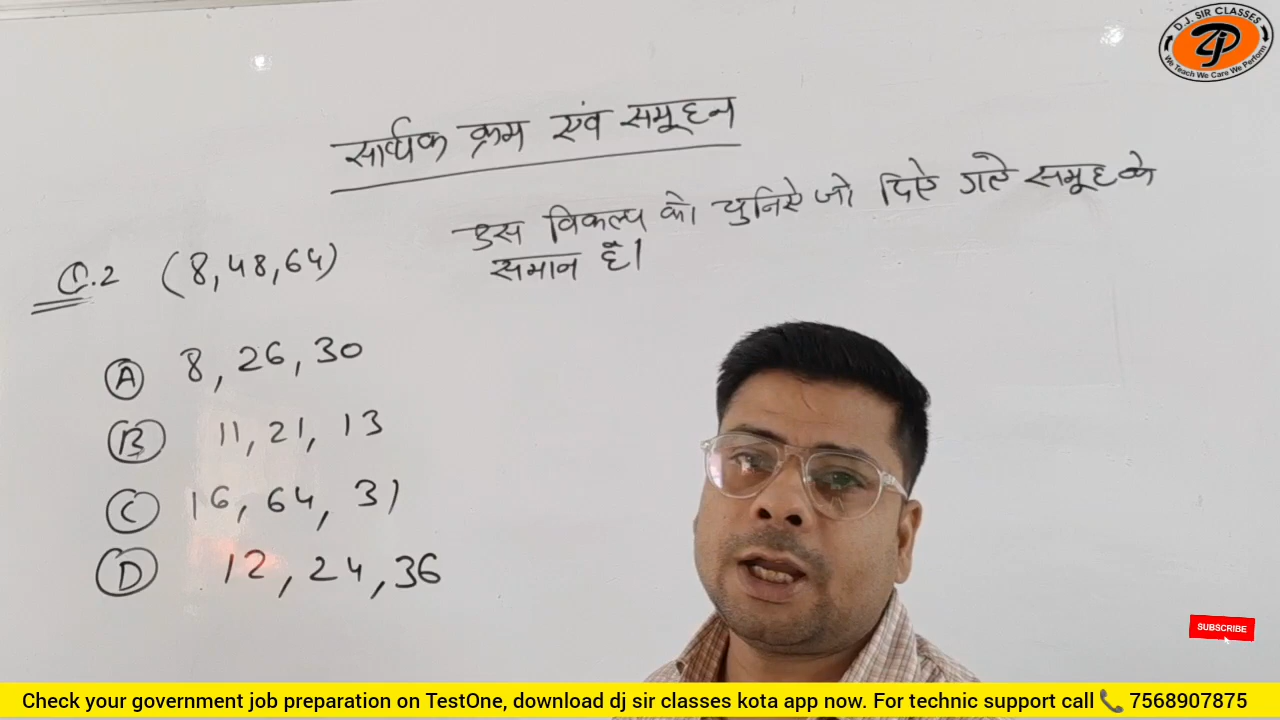 D.J. SIR CLASSES
We Teach We Care We Perform
सार्थक क्रम एवं समूहन
उस विकल्प को चुनिऐ जो दिऐ गऐ समूह के
समान है।
Q.2 (8,48,64)
A 8, 26, 30
B 11, 21, 13
C 16, 64, 31
D 12, 24, 36
SUBSCRIBE
Check your government job preparation on TestOne, download dj sir classes kota app now. For technic support call 7568907875